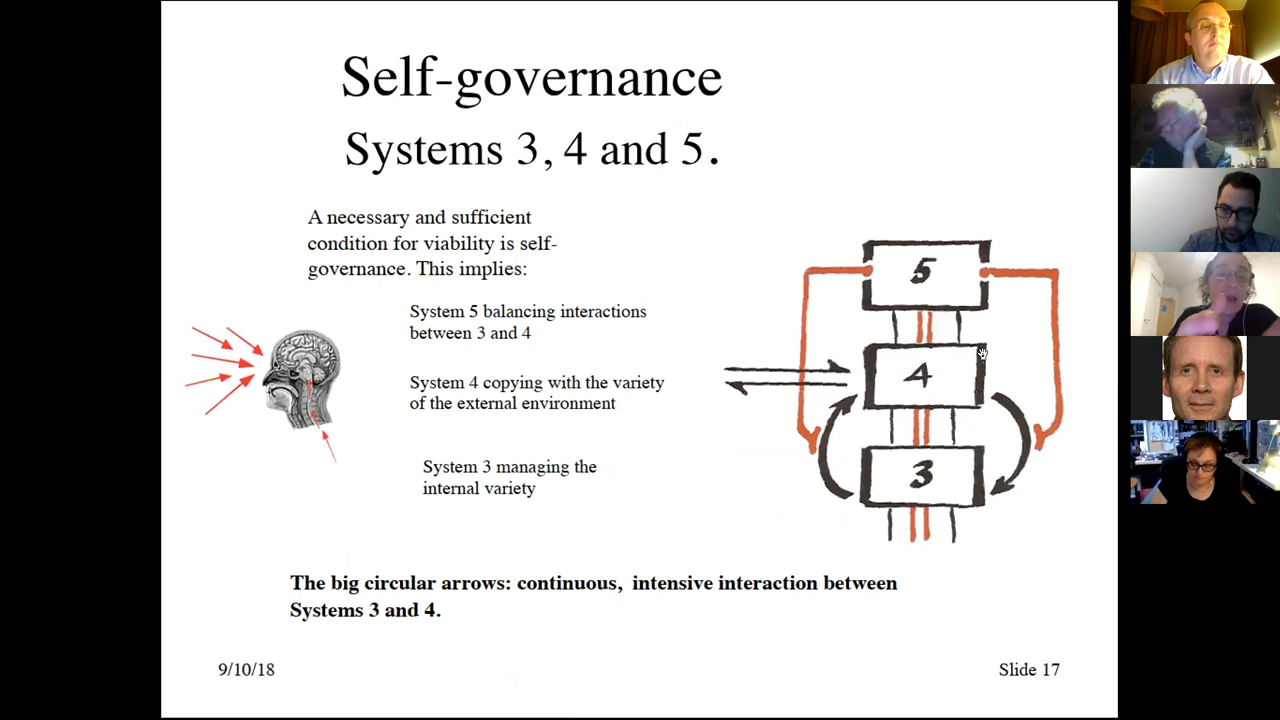 Self-governance
Systems 3, 4 and 5.
A necessary and sufficient
condition for viability is self-
governance. This implies:
System 5 balancing interactions
between 3 and 4
System 4 copying with the variety
of the external environment
System 3 managing the
internal variety
5
4
3
The big circular arrows: continuous, intensive interaction between
Systems 3 and 4.
9/10/18
Slide 17